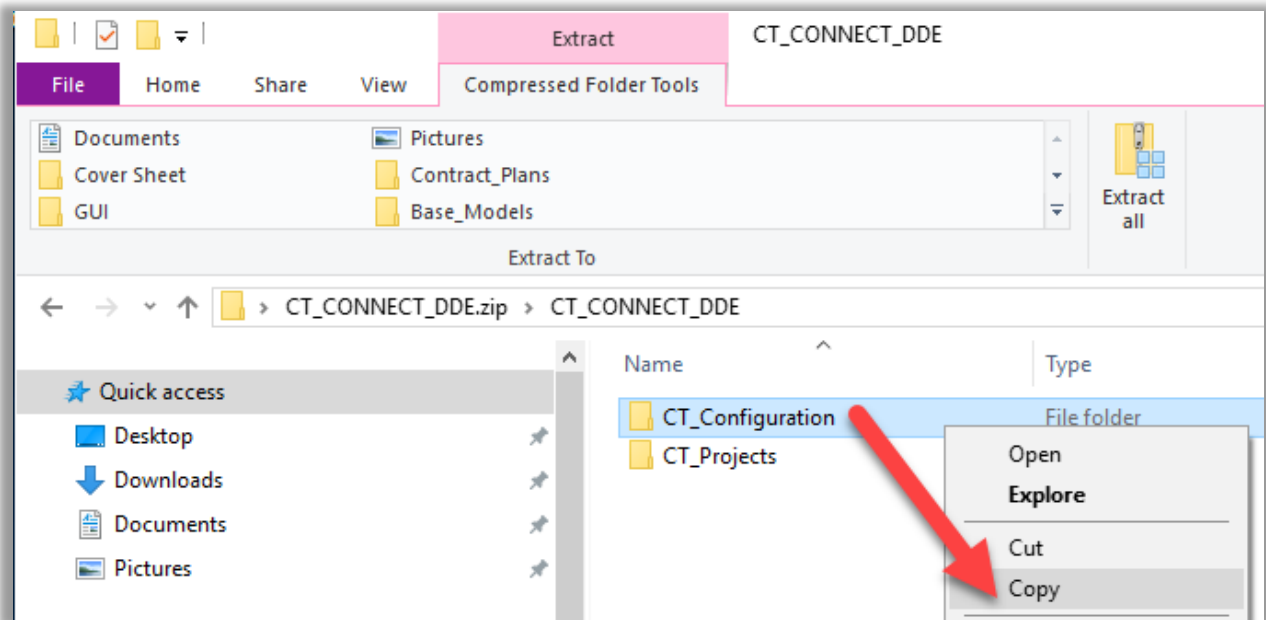 Extract CT_CONNECT_DDE
File Home Share View Compressed Folder Tools
Documents Pictures
Cover Sheet Contract_Plans
GUI Base_Models
Extract all
Extract To
CT_CONNECT_DDE.zip > CT_CONNECT_DDE
Name Type
Quick access
Desktop
Downloads
Documents
Pictures
CT_Configuration File folder
CT_Projects
Open
Explore
Cut
Copy